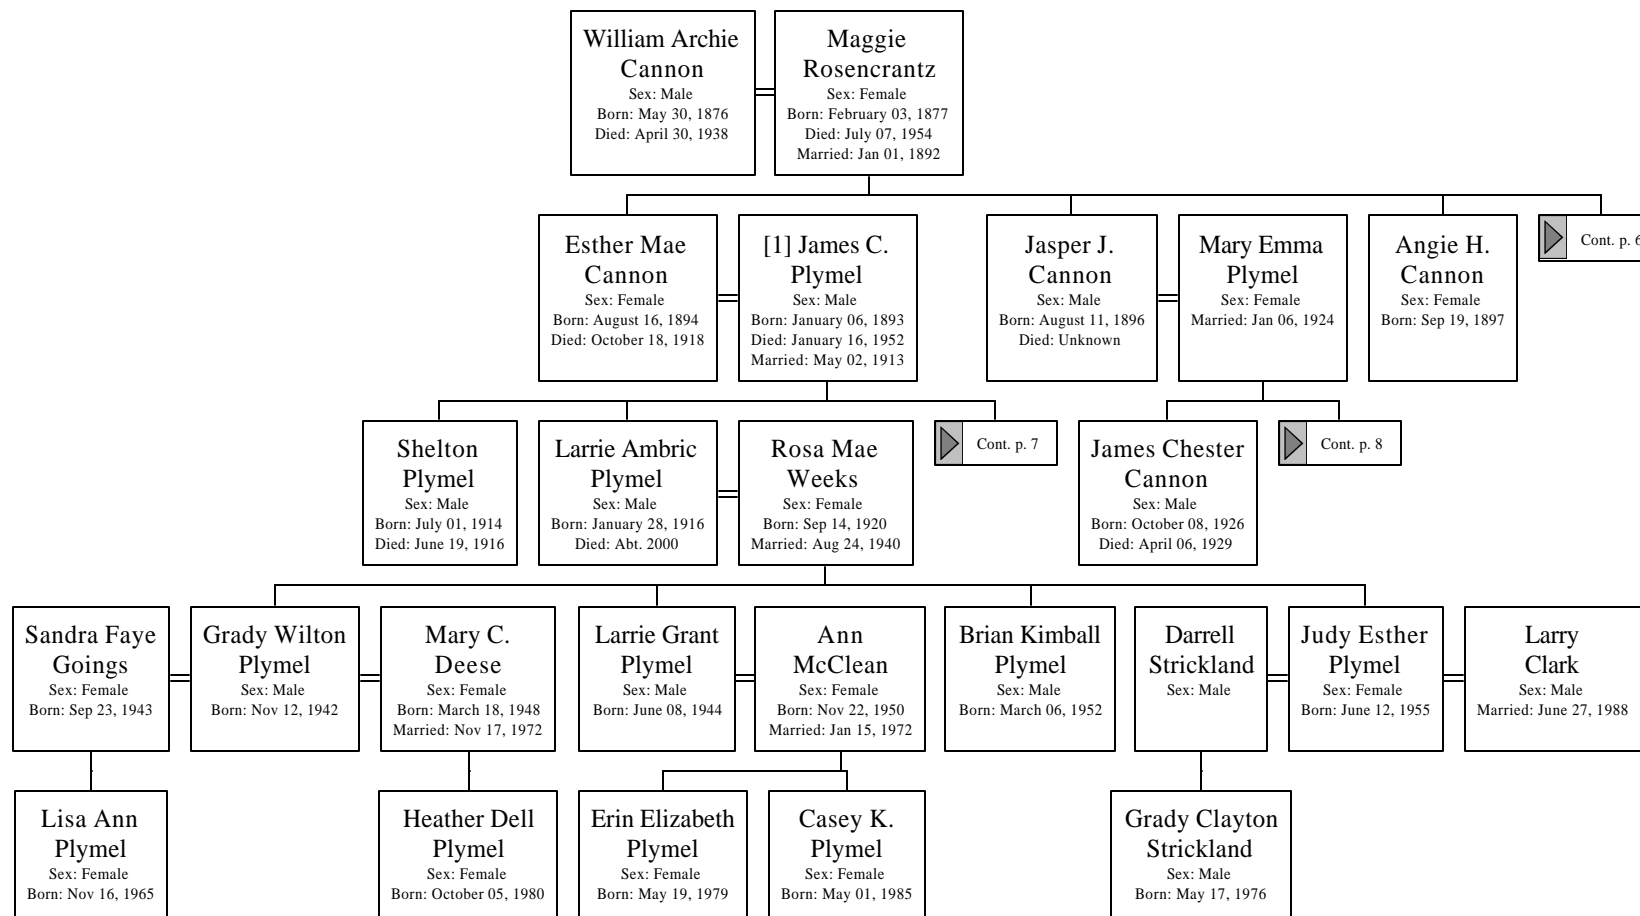 William Archie
Cannon
Sex: Male
Born: May 30, 1876
Died: April 30, 1938
Maggie
Rosencrantz
Sex: Female
Born: February 03, 1877
Died: July 07, 1954
Married: Jan 01, 1892
Esther Mae
Cannon
Sex: Female
Born: August 16, 1894
Died: October 18, 1918
[1] James C.
Plymel
Sex: Male
Born: January 06, 1893
Died: January 16, 1952
Married: May 02, 1913
Jasper J.
Cannon
Sex: Male
Born: August 11, 1896
Died: Unknown
Mary Emma
Plymel
Sex: Female
Married: Jan 06, 1924
Angie H.
Cannon
Sex: Female
Born: Sep 19, 1897
Cont. p. 6
Shelton
Plymel
Sex: Male
Born: July 01, 1914
Died: June 19, 1916
Larrie Ambric
Plymel
Sex: Male
Born: January 28, 1916
Died: Abt. 2000
Rosa Mae
Weeks
Sex: Female
Born: Sep 14, 1920
Married: Aug 24, 1940
Cont. p. 7
James Chester
Cannon
Sex: Male
Born: October 08, 1926
Died: April 06, 1929
Cont. p. 8
Sandra Faye
Goings
Sex: Female
Born: Sep 23, 1943
Grady Wilton
Plymel
Sex: Male
Born: Nov 12, 1942
Mary C.
Deese
Sex: Female
Born: March 18, 1948
Married: Nov 17, 1972
Larrie Grant
Plymel
Sex: Male
Born: June 08, 1944
Ann
McClean
Sex: Female
Born: Nov 22, 1950
Married: Jan 15, 1972
Brian Kimball
Plymel
Sex: Male
Born: March 06, 1952
Darrell
Strickland
Sex: Male
Judy Esther
Plymel
Sex: Female
Born: June 12, 1955
Larry
Clark
Sex: Male
Married: June 27, 1988
Lisa Ann
Plymel
Sex: Female
Born: Nov 16, 1965
Heather Dell
Plymel
Sex: Female
Born: October 05, 1980
Erin Elizabeth
Plymel
Sex: Female
Born: May 19, 1979
Casey K.
Plymel
Sex: Female
Born: May 01, 1985
Grady Clayton
Strickland
Sex: Male
Born: May 17, 1976